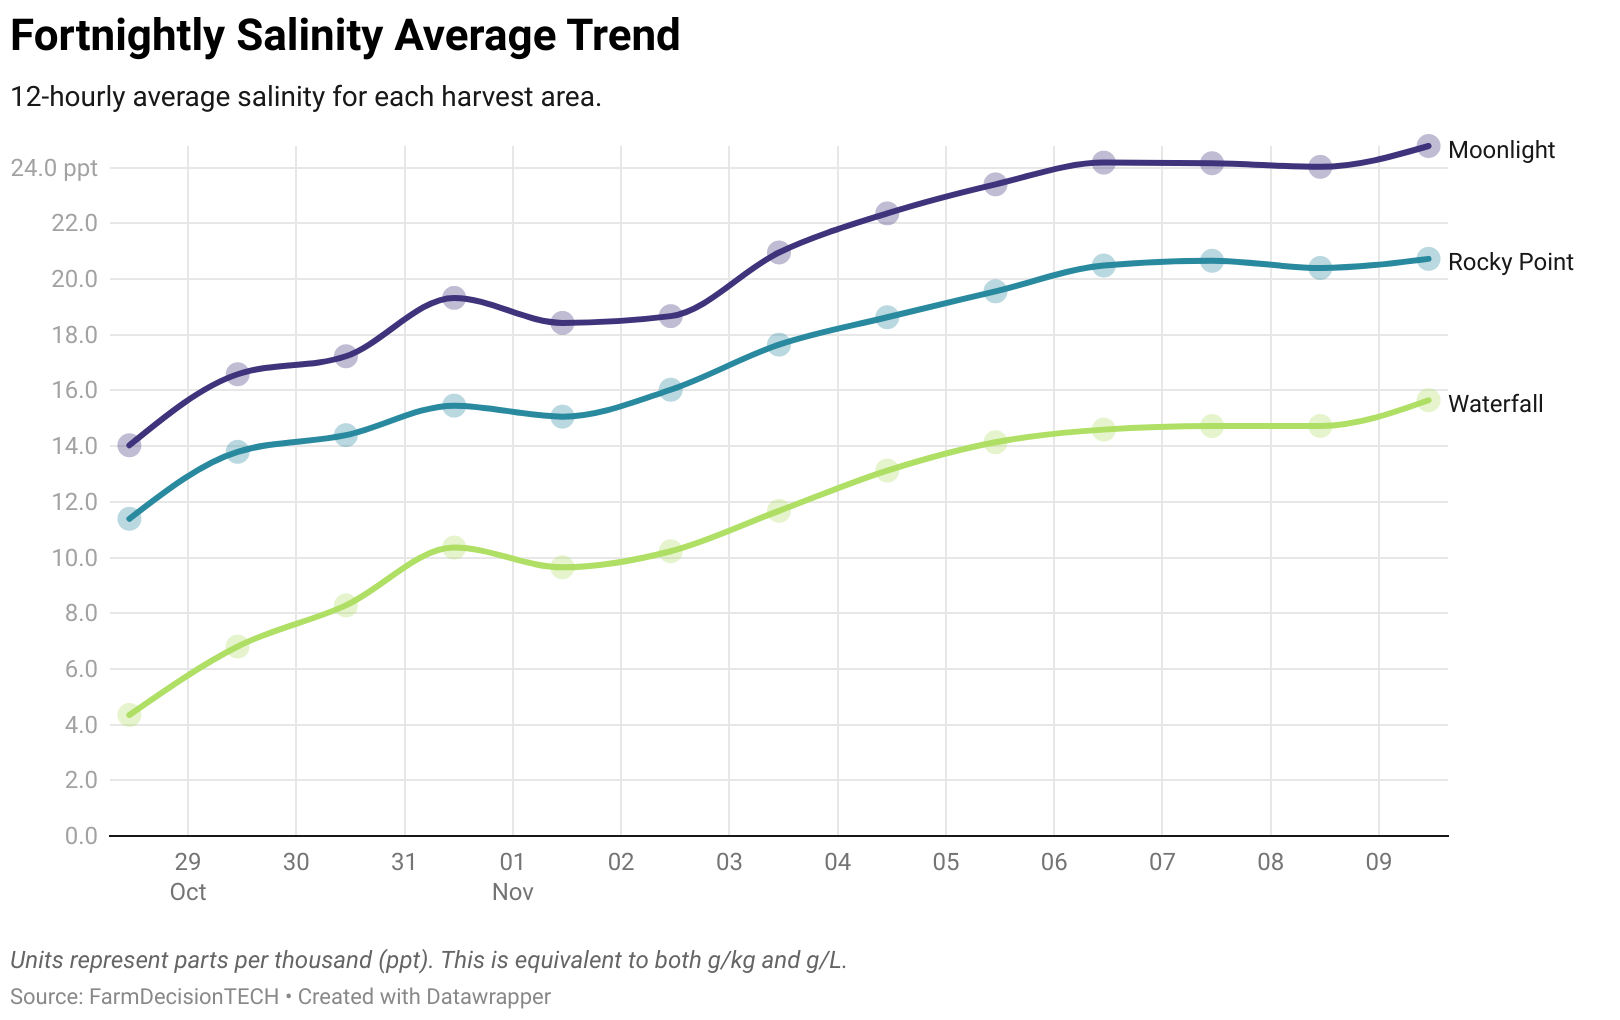 Fortnightly Salinity Average Trend
12-hourly average salinity for each harvest area.
24.0 ppt
22.0
20.0
18.0
16.0
14.0
12.0
10.0
8.0
6.0
4.0
2.0
0.0
Moonlight
Rocky Point
Waterfall
29 30 31 01 02 03 04 05 06 07 08 09
Oct Nov
Units represent parts per thousand (ppt). This is equivalent to both g/kg and g/L.
Source: FarmDecisionTECH • Created with Datawrapper